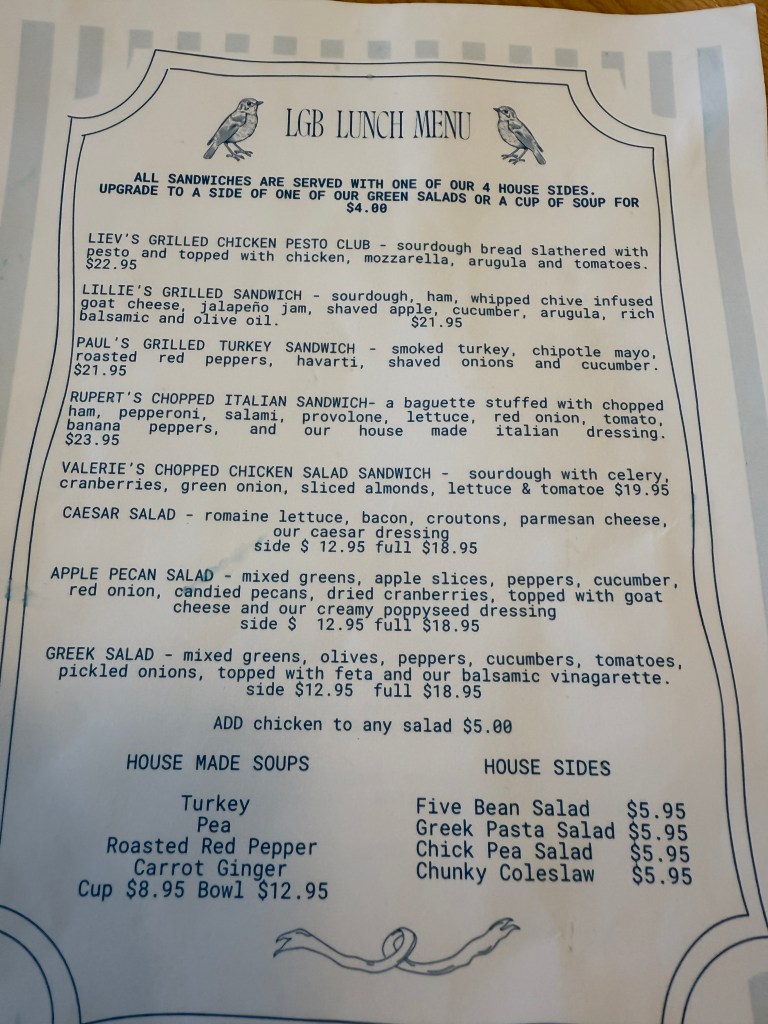 LGB LUNCH MENU
ALL SANDWICHES ARE SERVED WITH ONE OF OUR 4 HOUSE SIDES.
UPGRADE TO A SIDE OF ONE OF OUR GREEN SALADS OR A CUP OF SOUP FOR
$4.00
LIEV'S GRILLED CHICKEN PESTO CLUB - sourdough bread slathered with
pesto and topped with chicken, mozzarella, arugula and tomatoes.
$22.95
LILLIE'S GRILLED SANDWICH - sourdough, ham, whipped chive infused
goat cheese, jalapeño jam, shaved apple, cucumber, arugula, rich
balsamic and olive oil. $21.95
PAUL'S GRILLED TURKEY SANDWICH - smoked turkey, chipotle mayo,
roasted red peppers, havarti, shaved onions and cucumber.
$21.95
RUPERT'S CHOPPED ITALIAN SANDWICH- a baguette stuffed with chopped
ham, pepperoni, salami, provolone, lettuce, red onion, tomato,
banana peppers, and our house made italian dressing.
$23.95
VALERIE'S CHOPPED CHICKEN SALAD SANDWICH - sourdough with celery,
cranberries, green onion, sliced almonds, lettuce & tomatoe $19.95
CAESAR SALAD - romaine lettuce, bacon, croutons, parmesan cheese,
our caesar dressing
side $ 12.95 full $18.95
APPLE PECAN SALAD - mixed greens, apple slices, peppers, cucumber,
red onion, candied pecans, dried cranberries, topped with goat
cheese and our creamy poppyseed dressing
side $ 12.95 full $18.95
GREEK SALAD - mixed greens, olives, peppers, cucumbers, tomatoes,
pickled onions, topped with feta and our balsamic vinagarette.
side $12.95 full $18.95
ADD chicken to any salad $5.00
HOUSE MADE SOUPS
Turkey
Pea
Roasted Red Pepper
Carrot Ginger
Cup $8.95 Bowl $12.95
HOUSE SIDES
Five Bean Salad $5.95
Greek Pasta Salad $5.95
Chick Pea Salad $5.95
Chunky Coleslaw $5.95